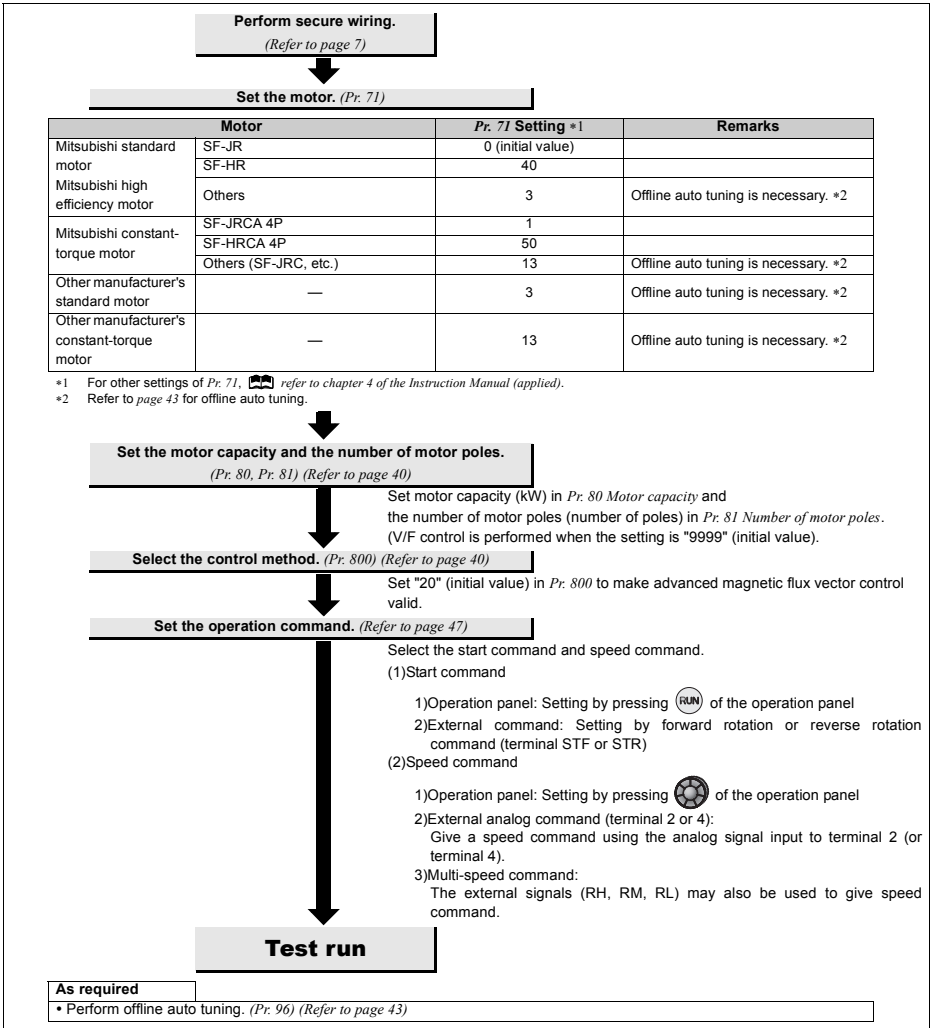 Perform secure wiring.
(Refer to page 7)
Set the motor. (Pr. 71)
Motor Pr. 71 Setting *1 Remarks
Mitsubishi standard motor
Mitsubishi high efficiency motor
SF-JR 0 (initial value)
SF-HR 40
Others 3 Offline auto tuning is necessary. *2
Mitsubishi constant-torque motor
SF-JRCA 4P 1
SF-HRCA 4P 50
Others (SF-JRC, etc.) 13 Offline auto tuning is necessary. *2
Other manufacturer's standard motor — 3 Offline auto tuning is necessary. *2
Other manufacturer's constant-torque motor — 13 Offline auto tuning is necessary. *2
*1 For other settings of Pr. 71, refer to chapter 4 of the Instruction Manual (applied).
*2 Refer to page 43 for offline auto tuning.
Set the motor capacity and the number of motor poles.
(Pr. 80, Pr. 81) (Refer to page 40)
Set motor capacity (kW) in Pr. 80 Motor capacity and
the number of motor poles (number of poles) in Pr. 81 Number of motor poles.
(V/F control is performed when the setting is "9999" (initial value).
Select the control method. (Pr. 800) (Refer to page 40)
Set "20" (initial value) in Pr. 800 to make advanced magnetic flux vector control
valid.
Set the operation command. (Refer to page 47)
Select the start command and speed command.
(1)Start command
1)Operation panel: Setting by pressing RUN of the operation panel
2)External command: Setting by forward rotation or reverse rotation
command (terminal STF or STR)
(2)Speed command
1)Operation panel: Setting by pressing of the operation panel
2)External analog command (terminal 2 or 4):
Give a speed command using the analog signal input to terminal 2 (or
terminal 4).
3)Multi-speed command:
The external signals (RH, RM, RL) may also be used to give speed
command.
Test run
As required
• Perform offline auto tuning. (Pr. 96) (Refer to page 43)